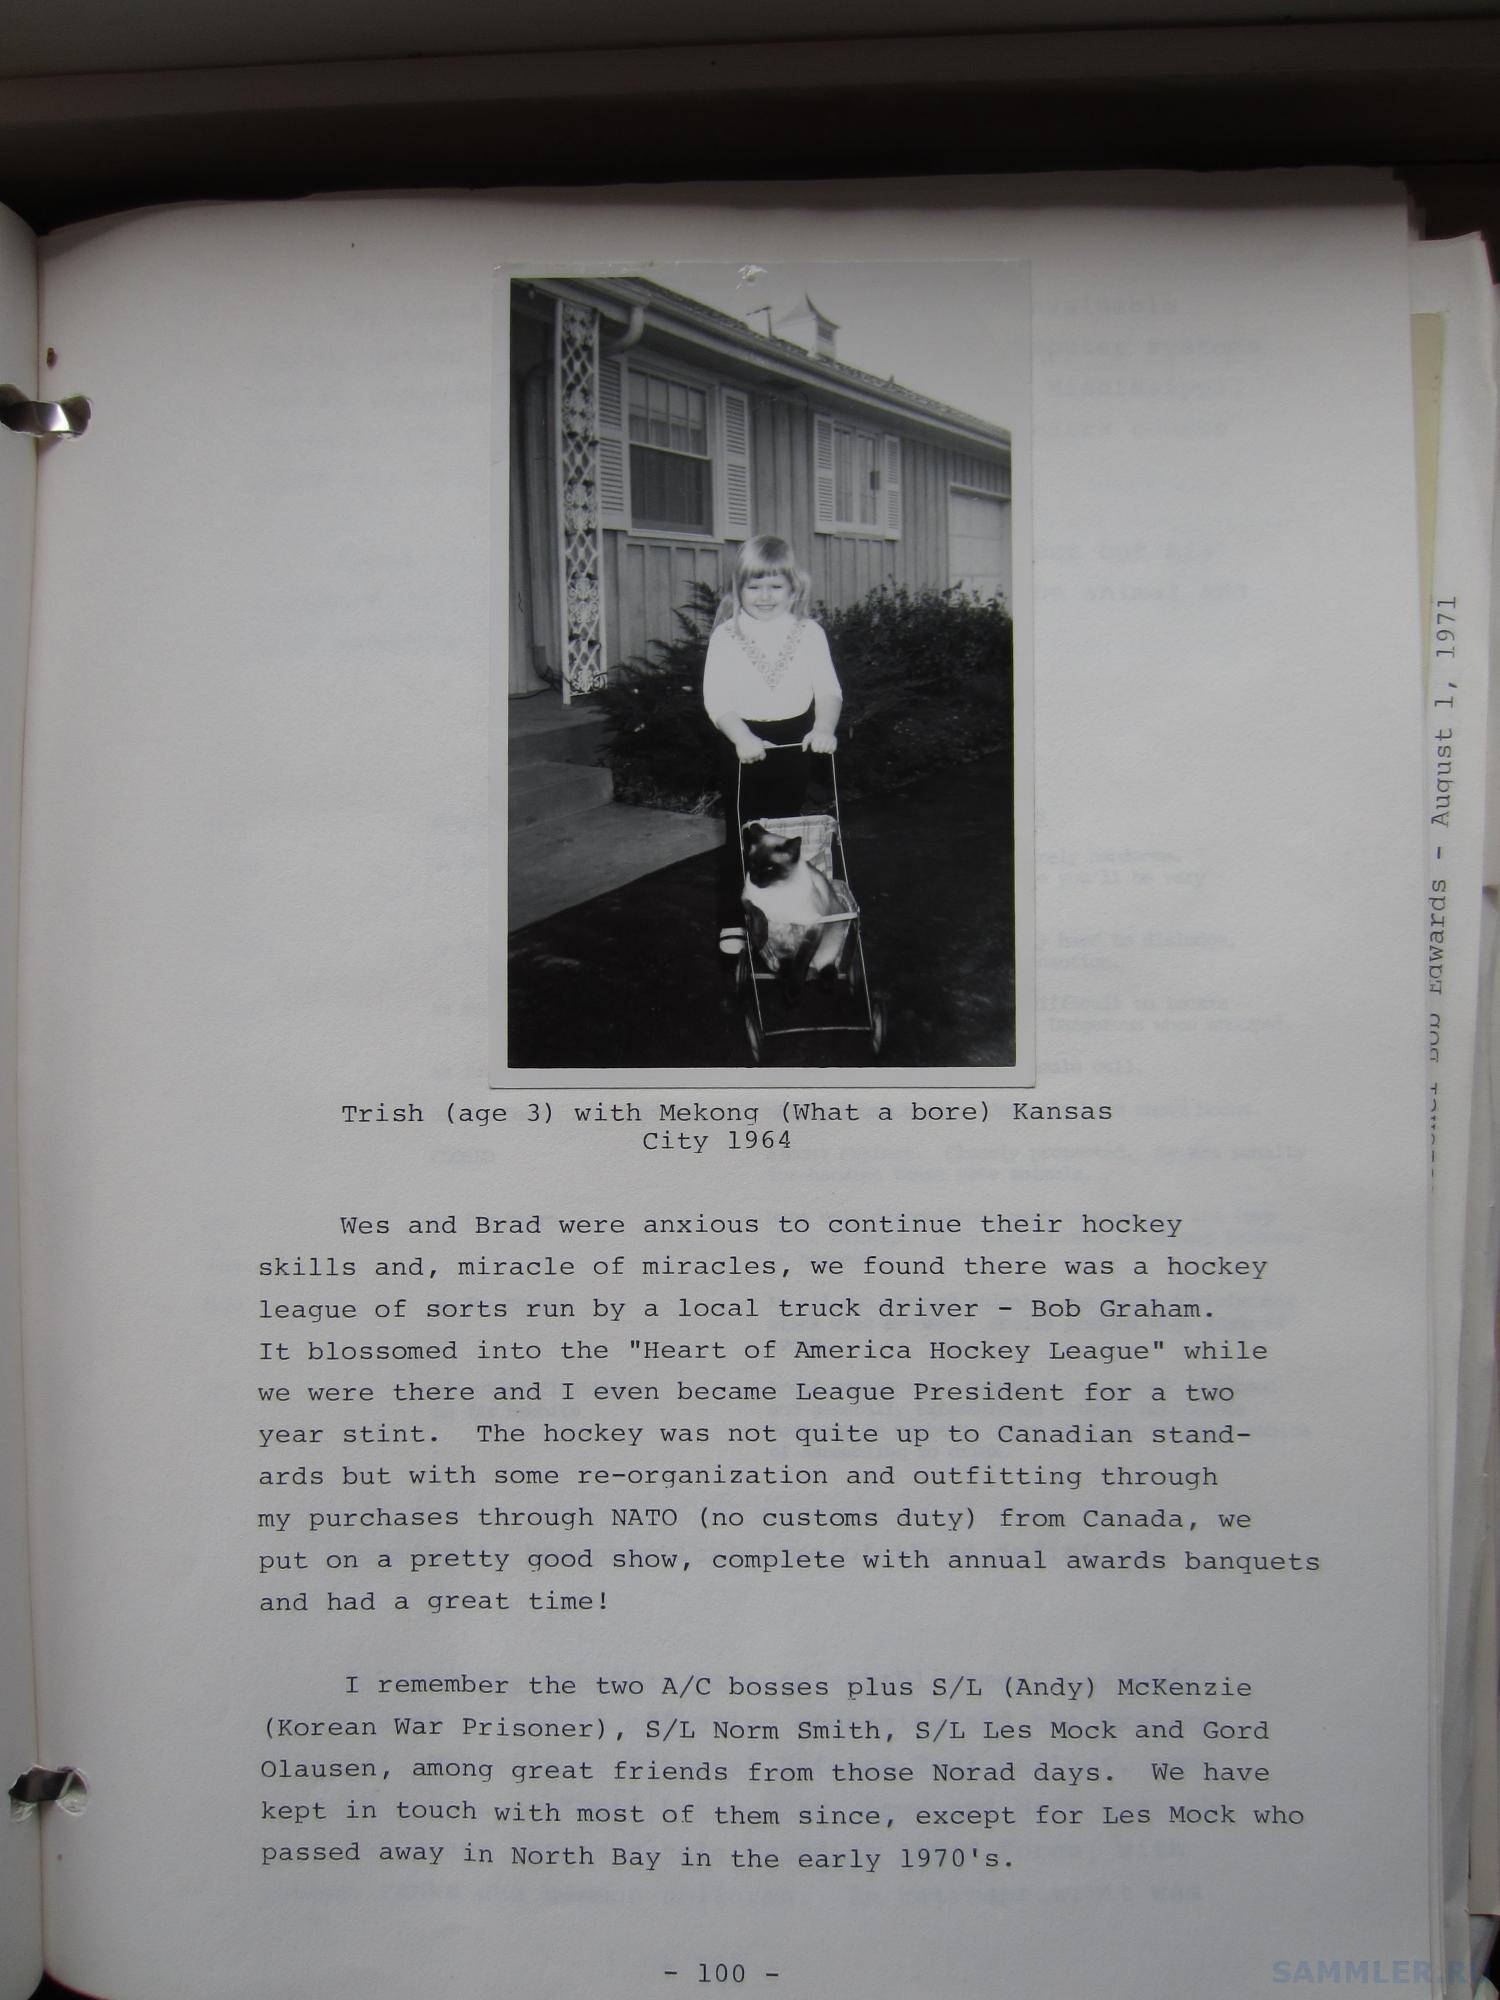 Trish (age 3) with Mekong (What a bore) Kansas
City 1964
Wes and Brad were anxious to continue their hockey
skills and, miracle of miracles, we found there was a hockey
league of sorts run by a local truck driver - Bob Graham.
It blossomed into the "Heart of America Hockey League" while
we were there and I even became League President for a two
year stint. The hockey was not quite up to Canadian stand-
ards but with some re-organization and outfitting through
my purchases through NATO (no customs duty) from Canada, we
put on a pretty good show, complete with annual awards banquets
and had a great time!
I remember the two A/C bosses plus S/L (Andy) McKenzie
(Korean War Prisoner), S/L Norm Smith, S/L Les Mock and Gord
Olausen, among great friends from those Norad days. We have
kept in touch with most of them since, except for Les Mock who
passed away in North Bay in the early 1970's.
- 100 -
Bob Edwards - August 1, 1971
SAMMLER.R